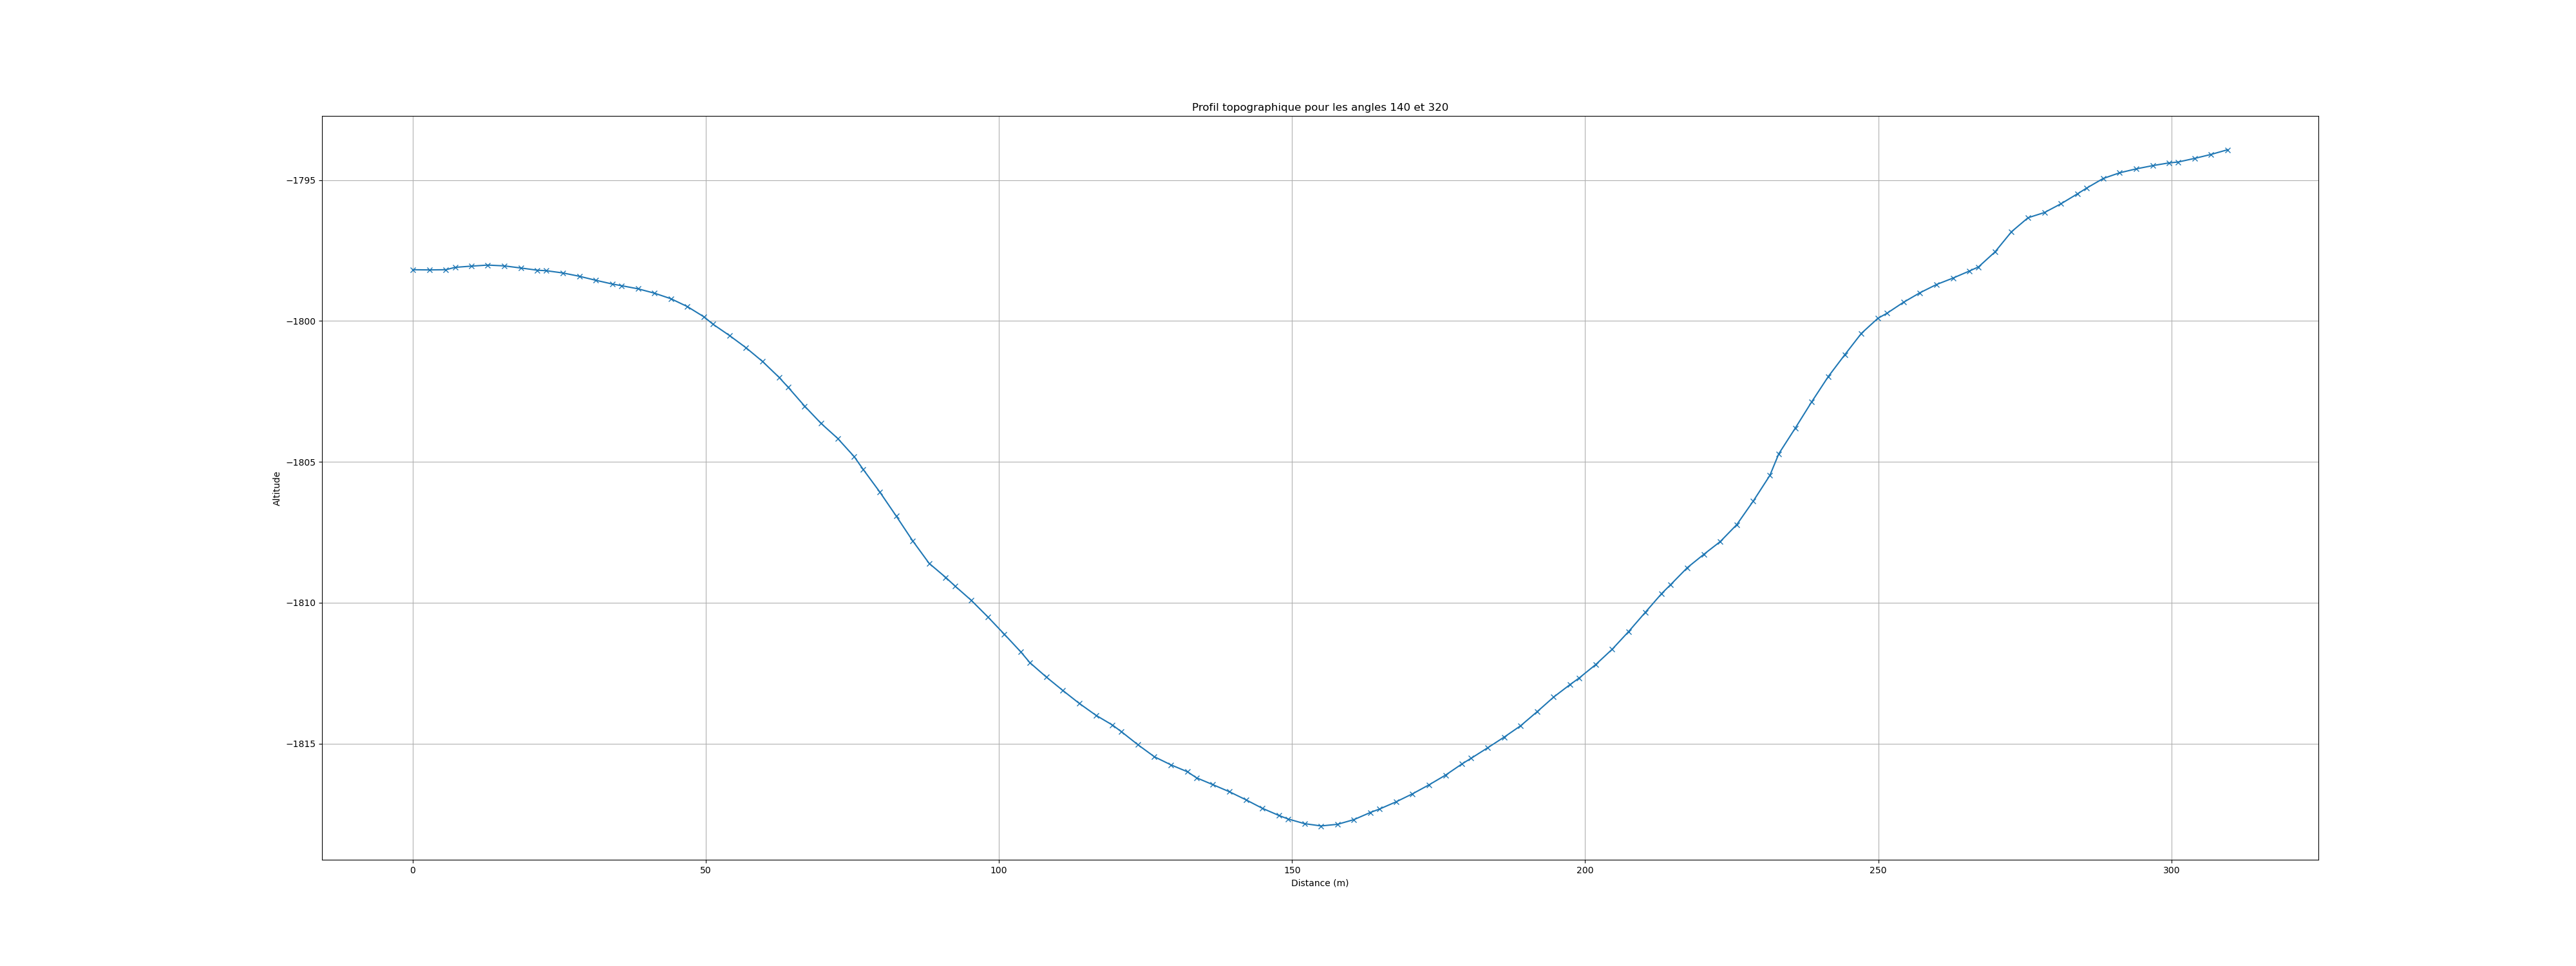 Profil topographique pour les angles 140 et 320
−1795
−1800
−1805
−1810
−1815
Altitude
0 50 100 150 200 250 300
Distance (m)